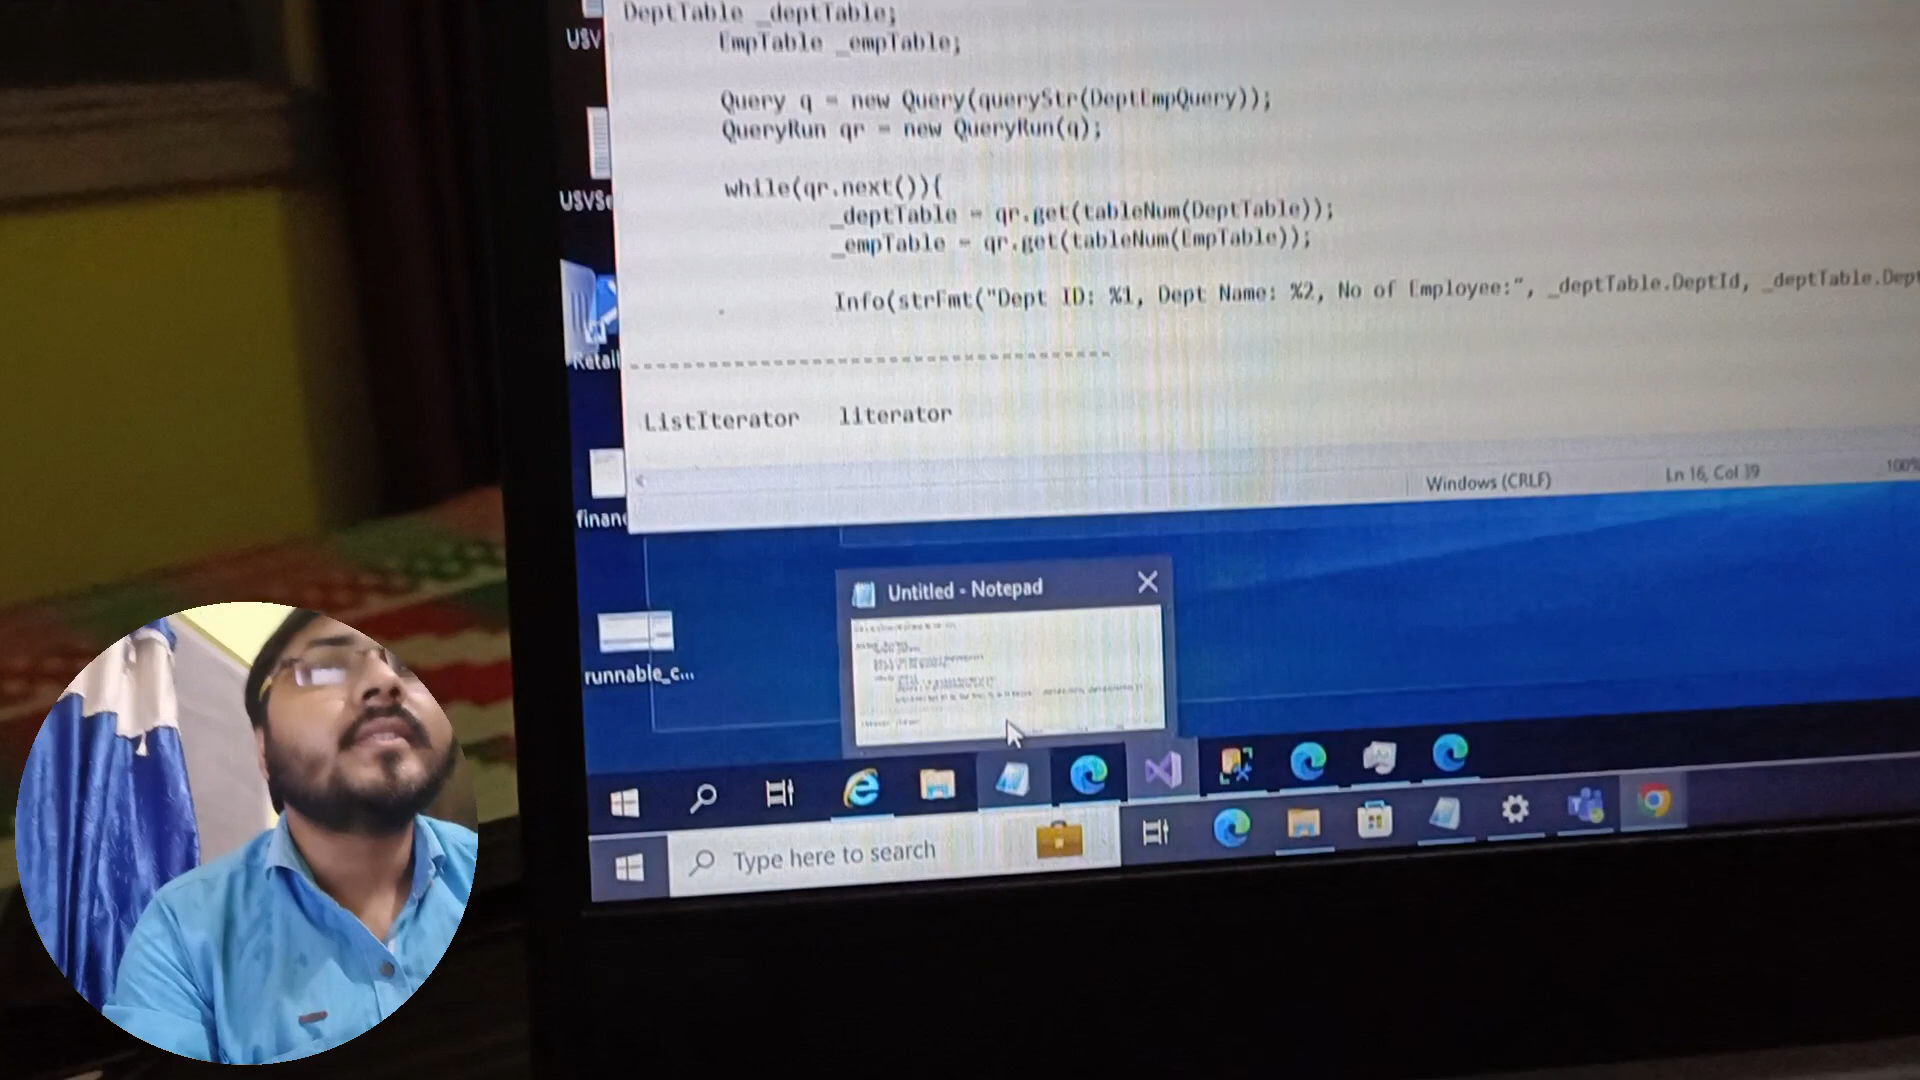 USV
DeptTable _deptTable;
EmpTable _empTable;
Query q = new Query(queryStr(DeptEmpQuery));
QueryRun qr = new QueryRun(q);
while(qr.next()){
USVSe
_deptTable = qr.get(tableNum(DeptTable));
_empTable = qr.get(tableNum(EmpTable));
Info(strFmt("Dept ID: %1, Dept Name: %2, No of Employee:", _deptTable.DeptId, _deptTable.Dept
Retail
-------------------------------------
ListIterator literator
Windows (CRLF) Ln 16, Col 39 100%
finan
Untitled - Notepad
runnable_c...
Type here to search